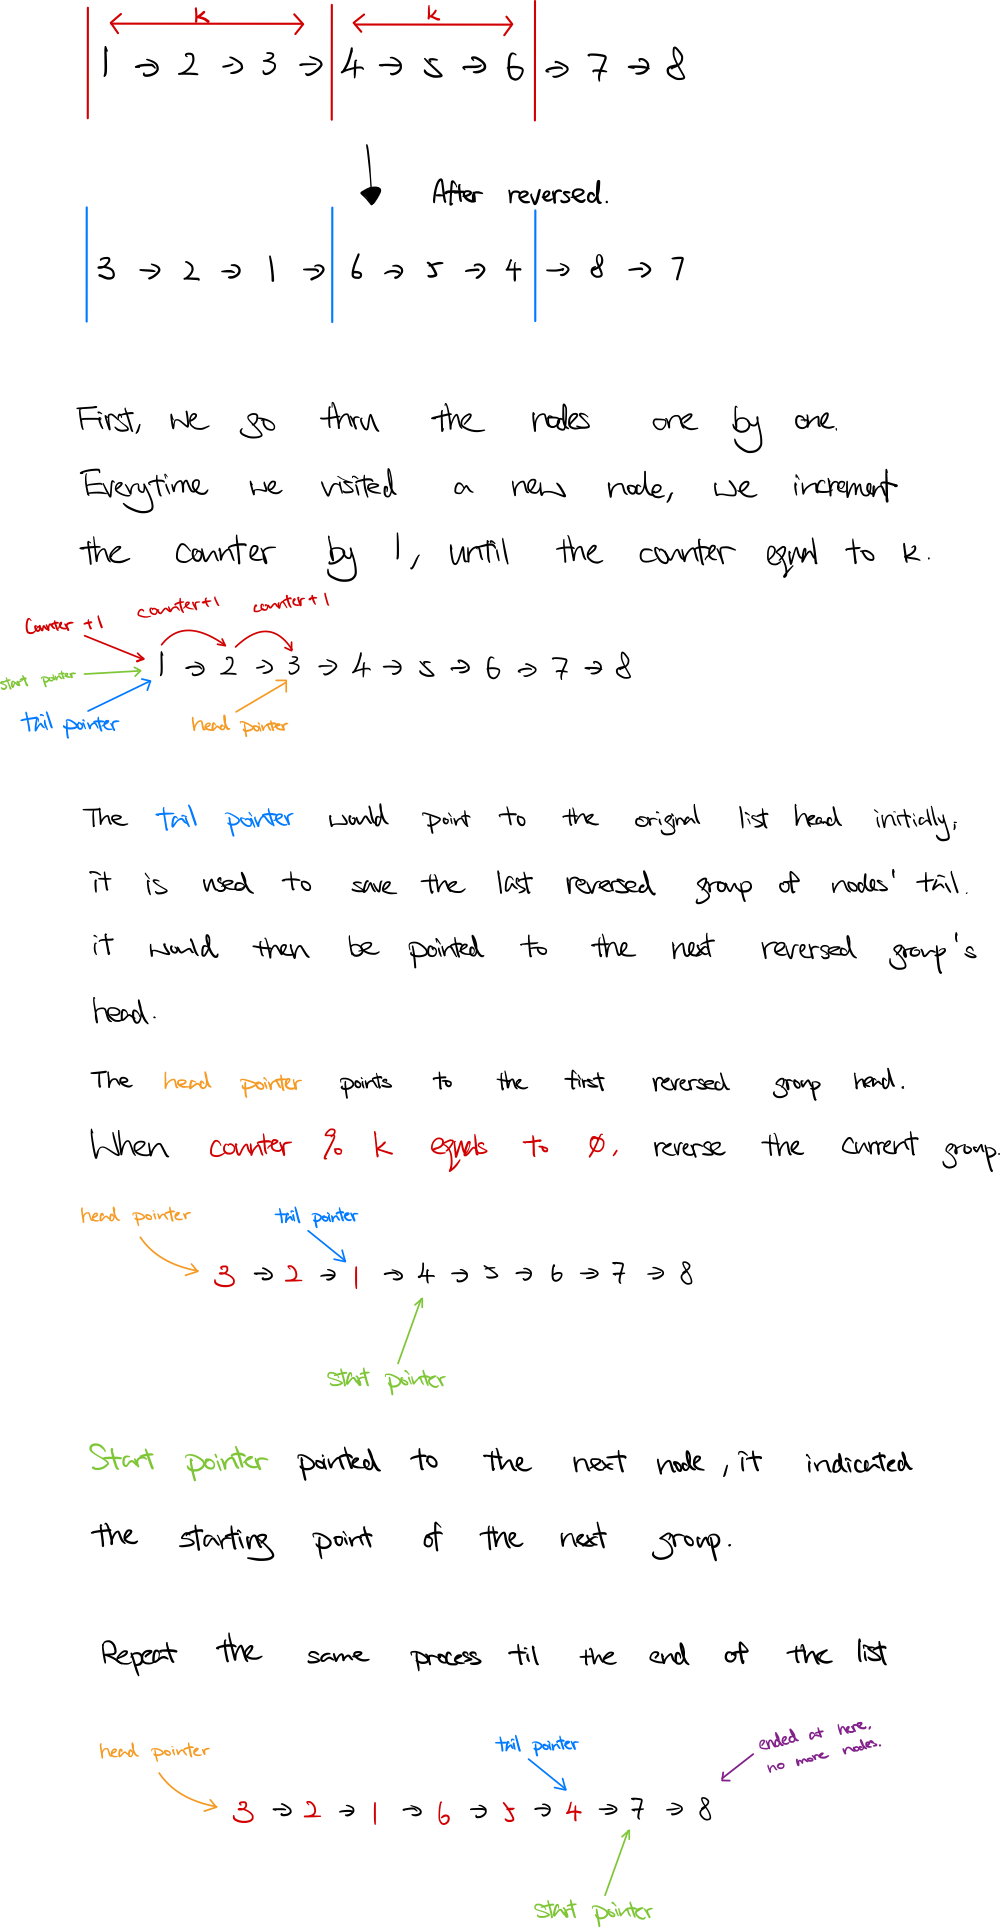 k k
1 → 2 → 3 → 4 → 5 → 6 → 7 → 8
After reversed.
3 → 2 → 1 → 6 → 5 → 4 → 8 → 7
First, we go thru the nodes one by one.
Everytime we visited a new node, we increment
the counter by 1, until the counter equal to k.
counter+1 counter+1
Counter +1
1 → 2 → 3 → 4 → 5 → 6 → 7 → 8
start pointer
tail pointer head pointer
The tail pointer would point to the original list head initially,
it is used to save the last reversed group of nodes' tail.
it would then be pointed to the next reversed group's
head.
The head pointer points to the first reversed group head.
When counter % k equals to 0, reverse the current group.
head pointer tail pointer
3 → 2 → 1 → 4 → 5 → 6 → 7 → 8
start pointer
Start pointer pointed to the next node, it indicated
the starting point of the next group.
Repeat the same process til the end of the list
ended at here,
no more nodes.
head pointer tail pointer
3 → 2 → 1 → 6 → 5 → 4 → 7 → 8
start pointer